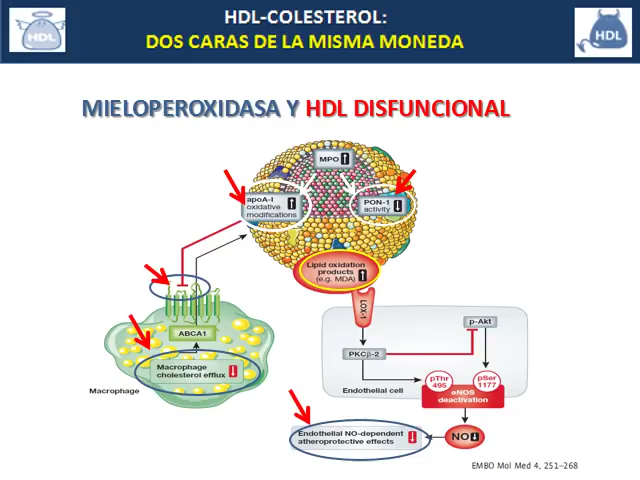 HDL
HDL-COLESTEROL:
DOS CARAS DE LA MISMA MONEDA
HDL
MIELOPEROXIDASA Y HDL DISFUNCIONAL
MPO
apoA-I
oxidative
modifications
PON-1
activity
Lipid oxidation
products
(e.g. MDA)
LOX-1
ABCA1
Macrophage
cholesterol efflux
Macrophage
p-Akt
PKCβ-2
pThr
495
pSer
1177
Endothelial cell
eNOS
deactivation
Endothelial NO-dependent
atheroprotective effects
NO
EMBO Mol Med 4, 251–268